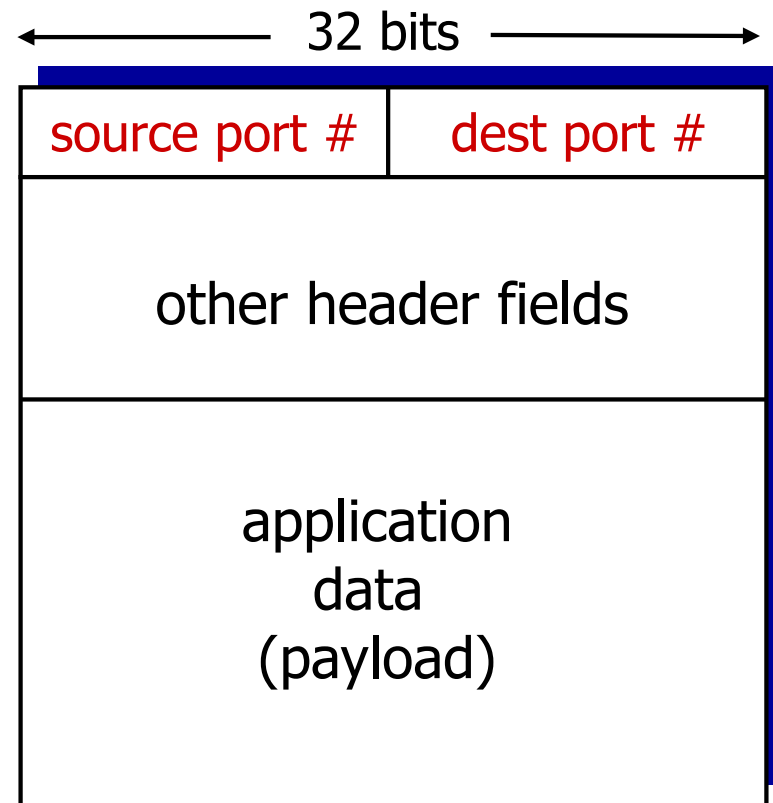 32 bits
source port # dest port #
other header fields
application
data
(payload)